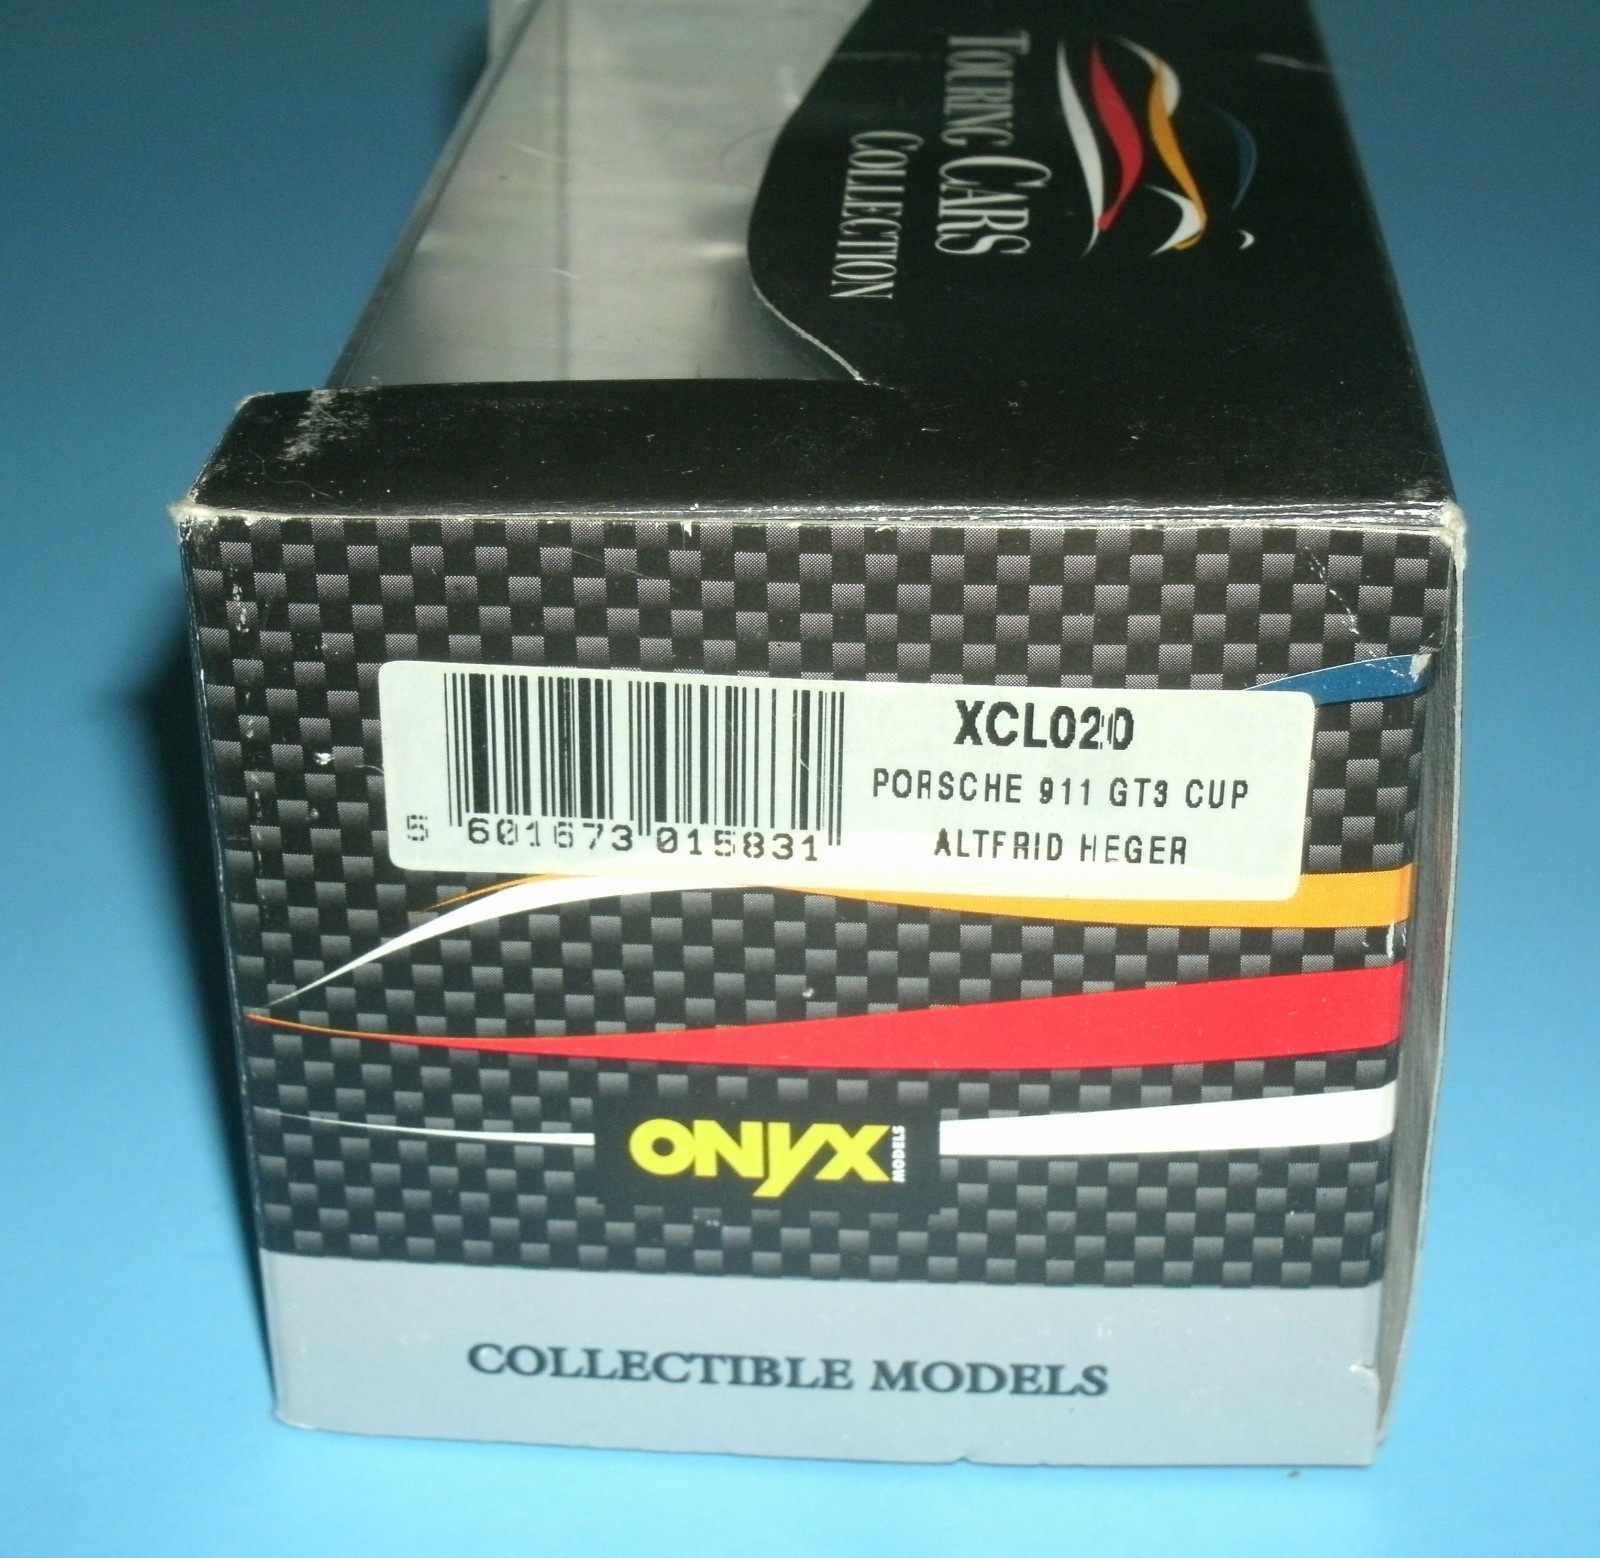 TOURING CARS
COLLECTION
XCL020
PORSCHE 911 GT3 CUP
ALTFRID HEGER
5 601673 015831
ONYX MODELS
COLLECTIBLE MODELS